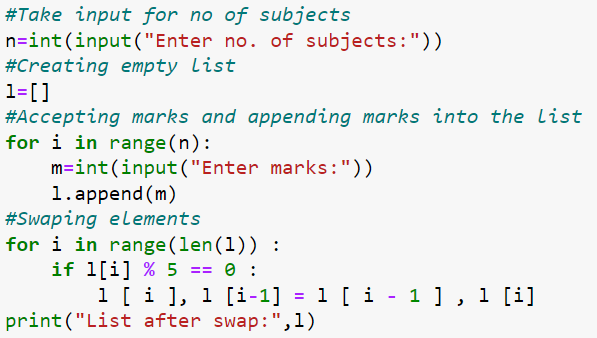 #Take input for no of subjects
n=int(input("Enter no. of subjects:"))
#Creating empty list
l=[]
#Accepting marks and appending marks into the list
for i in range(n):
    m=int(input("Enter marks:"))
    l.append(m)
#Swaping elements
for i in range(len(l)) :
    if l[i] % 5 == 0 :
        l [ i ], l [i-1] = l [ i - 1 ] , l [i]
print("List after swap:",l)